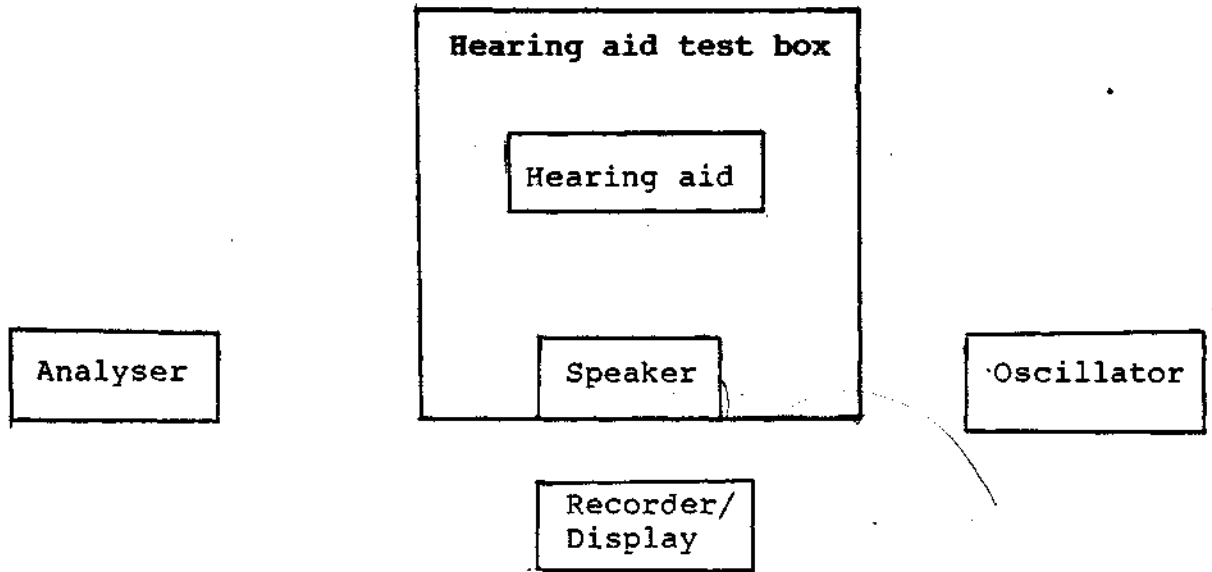 Hearing aid test box
Hearing aid
Analyser
Speaker
Oscillator
Recorder/
Display